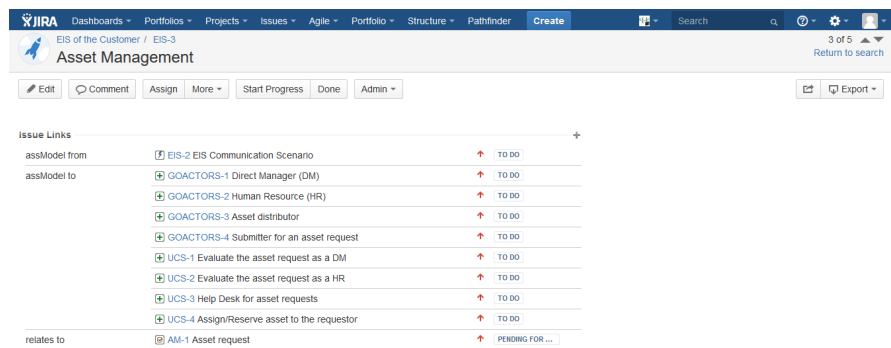 JIRA Dashboards Portfolios Projects Issues Agile Portfolio Structure Pathfinder Create Search
EIS of the Customer / EIS-3 3 of 5
Asset Management Return to search
Edit Comment Assign More Start Progress Done Admin Export
Issue Links
assModel from EIS-2 EIS Communication Scenario TO DO
assModel to GOACTORS-1 Direct Manager (DM) TO DO
GOACTORS-2 Human Resource (HR) TO DO
GOACTORS-3 Asset distributor TO DO
GOACTORS-4 Submitter for an asset request TO DO
UCS-1 Evaluate the asset request as a DM TO DO
UCS-2 Evaluate the asset request as a HR TO DO
UCS-3 Help Desk for asset requests TO DO
UCS-4 Assign/Reserve asset to the requestor TO DO
relates to AM-1 Asset request PENDING FOR ...